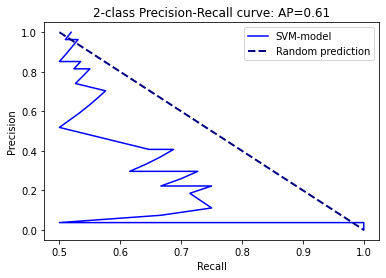 2-class Precision-Recall curve: AP=0.61
SVM-model
Random prediction
Precision
1.0
0.8
0.6
0.4
0.2
0.0
0.5
0.6
0.7
0.8
0.9
1.0
Recall